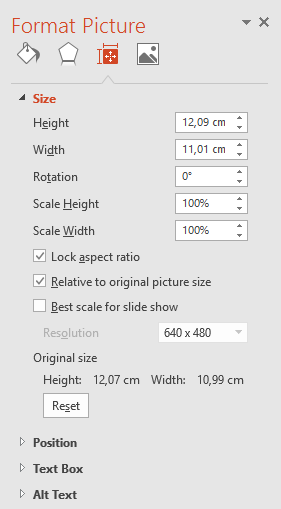 Format Picture
Size
Height 12,09 cm
Width 11,01 cm
Rotation 0°
Scale Height 100%
Scale Width 100%
Lock aspect ratio
Relative to original picture size
Best scale for slide show
Resolution 640 x 480
Original size
Height: 12,07 cm Width: 10,99 cm
Reset
Position
Text Box
Alt Text